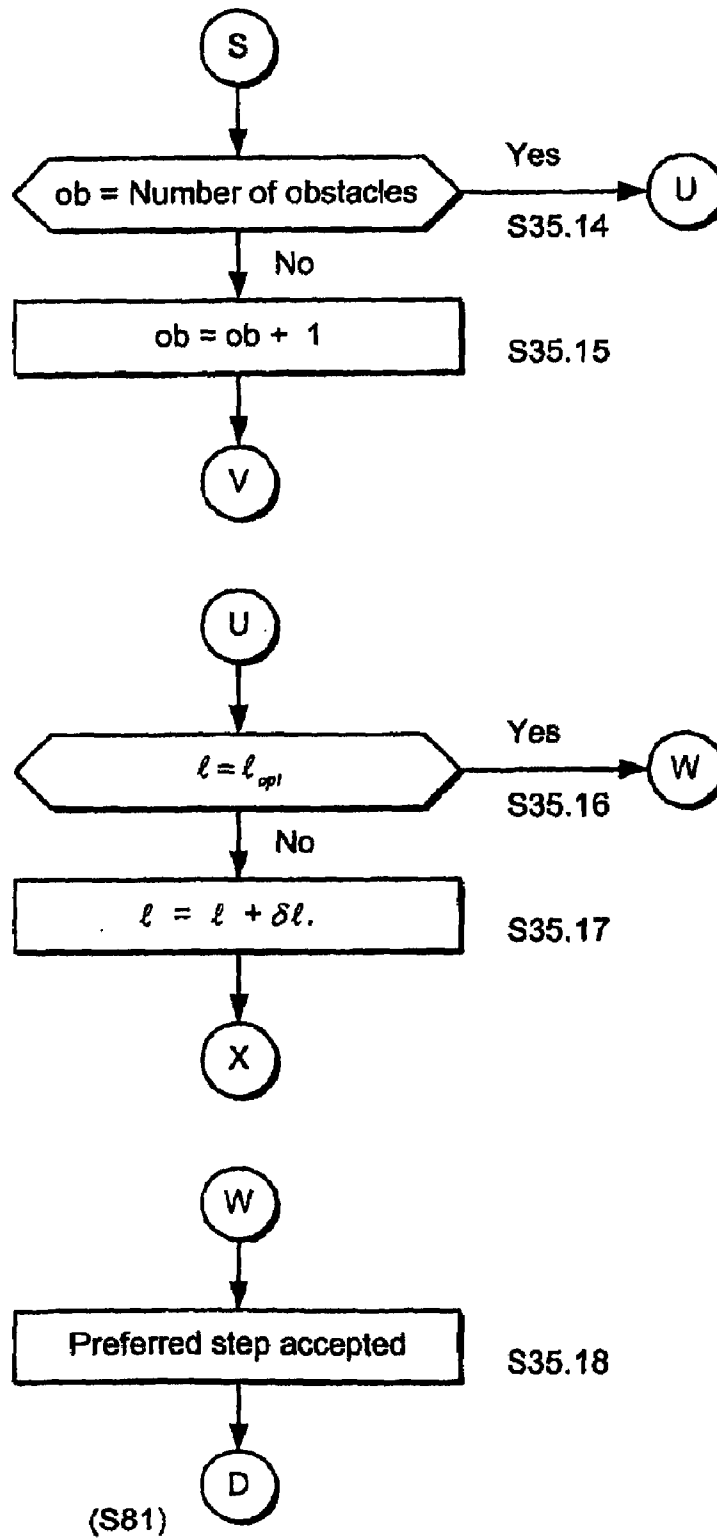 S
ob = Number of obstacles
Yes
U
S35.14
No
ob = ob + 1
S35.15
V
U
ℓ = ℓopt
Yes
W
S35.16
No
ℓ = ℓ + δℓ.
S35.17
X
W
Preferred step accepted
S35.18
D
(S81)